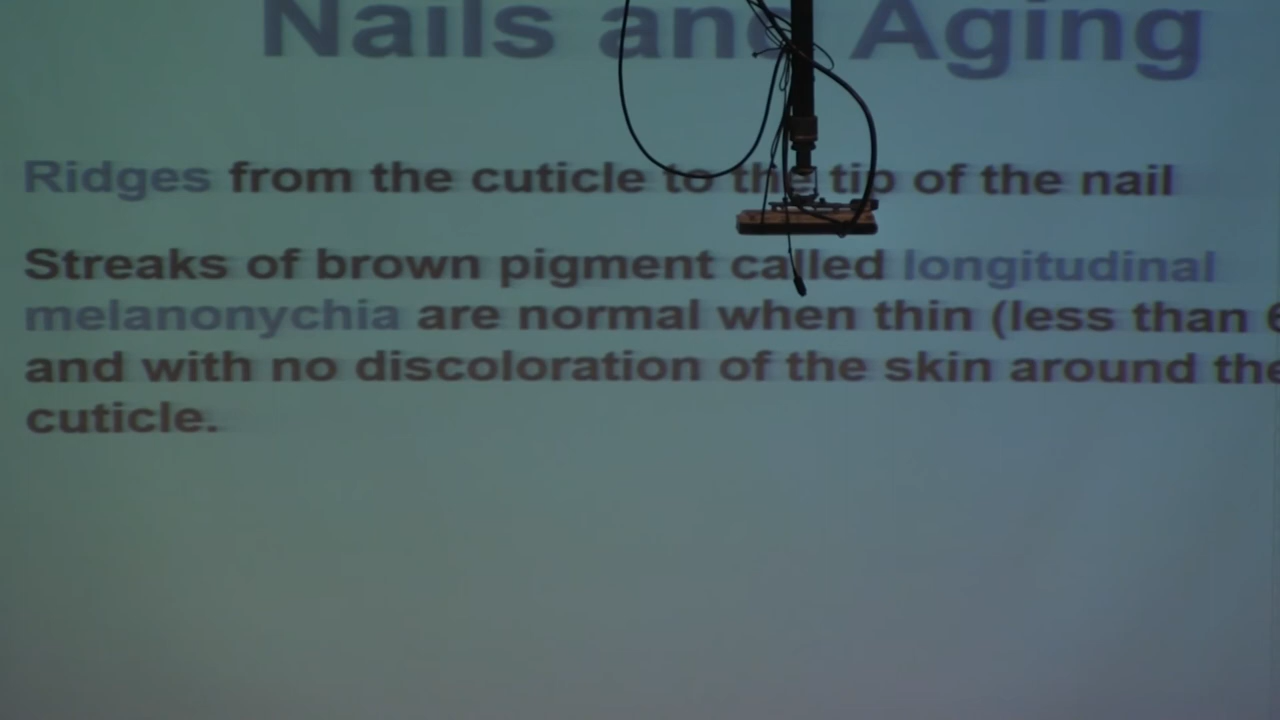 Nails and Aging
Ridges from the cuticle to the tip of the nail
Streaks of brown pigment called longitudinal
melanonychia are normal when thin (less than 6
and with no discoloration of the skin around the
cuticle.